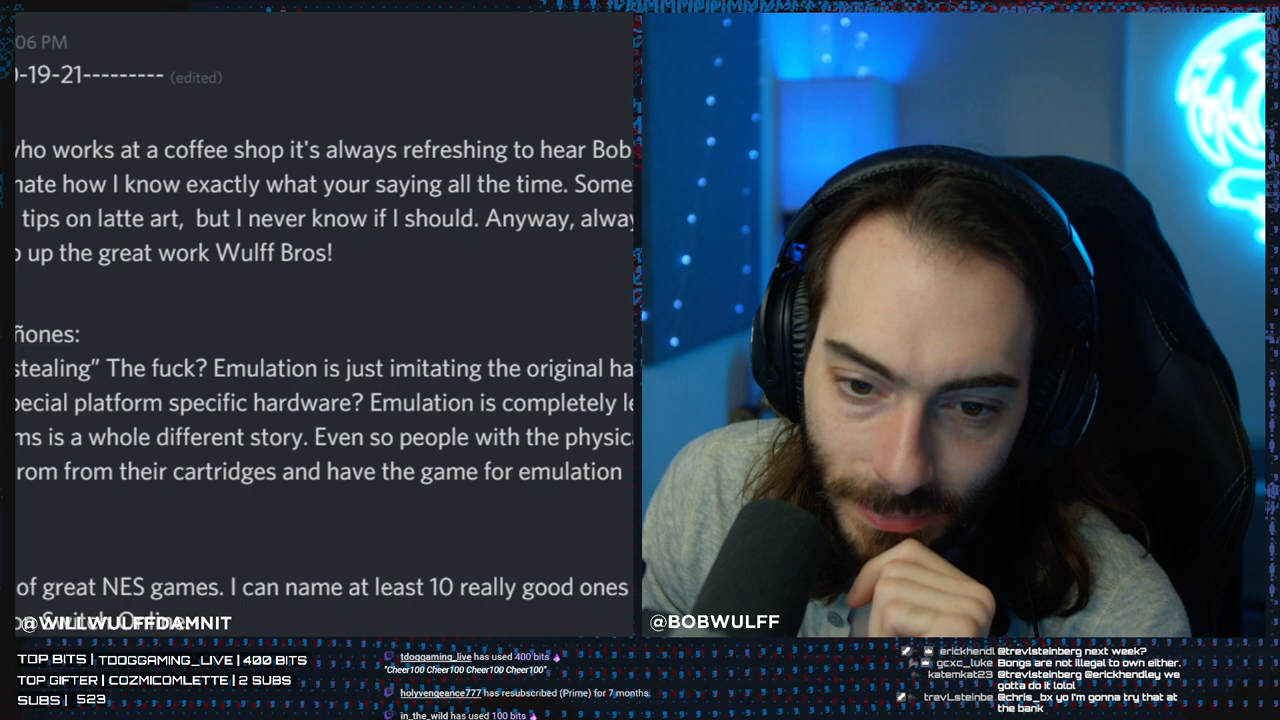 06 PM
-19-21--------- (edited)
who works at a coffee shop it's always refreshing to hear Bob
nate how I know exactly what your saying all the time. Some
tips on latte art, but I never know if I should. Anyway, alway
up the great work Wulff Bros!
ñones:
stealing” The fuck? Emulation is just imitating the original ha
pecial platform specific hardware? Emulation is completely le
ms is a whole different story. Even so people with the physica
rom from their cartridges and have the game for emulation
of great NES games. I can name at least 10 really good ones
@WILLWULFFDAMNIT
@BOBWULFF
TOP BITS | TDOGGAMING_LIVE | 400 BITS
TOP GIFTER | COZMICOMLETTE | 2 SUBS
SUBS | 523
tdoggaming_live has used 400 bits
"Cheer100 Cheer100 Cheer100 Cheer100"
holyvengeance777 has resubscribed (Prime) for 7 months
in_the_wild has used 100 bits
erickhendl @trevlsteinberg next week?
gcxc_luke Bongs are not illegal to own either.
katemkat23 @trevlsteinberg @erickhendley we
gotta do it lolol
trevlsteinbe @chris_bx yo i'm gonna try that at
the bank